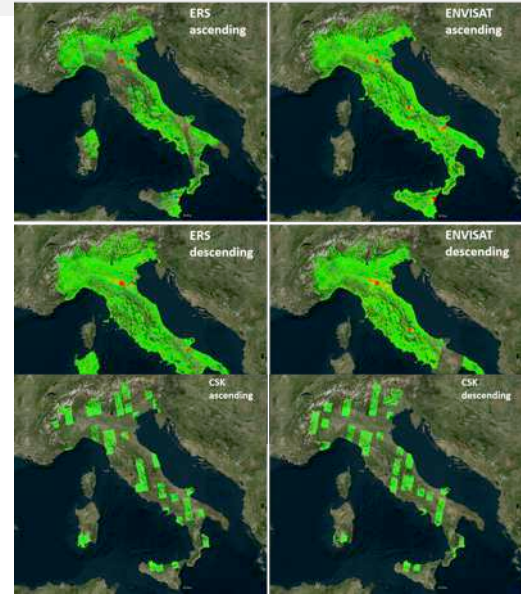 ERS
ascending
ENVISAT
ascending
ERS
descending
ENVISAT
descending
CSK
ascending
CSK
descending